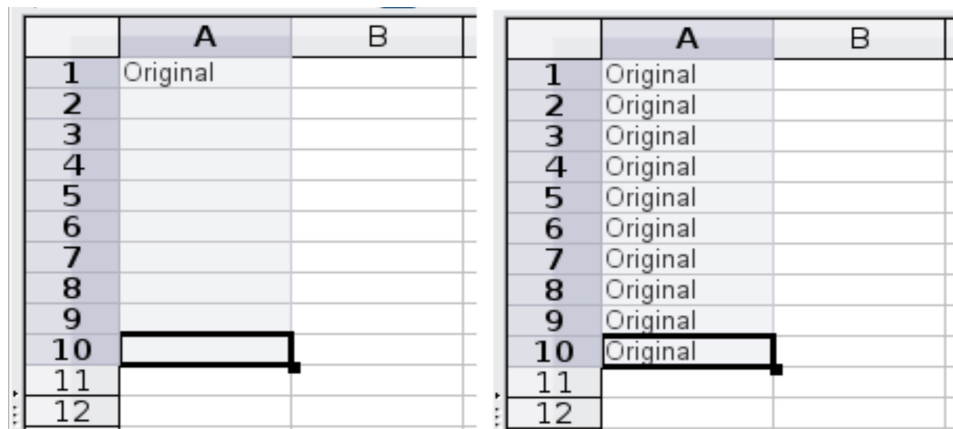 A B
1 Original
2
3
4
5
6
7
8
9
10
11
12
A B
1 Original
2 Original
3 Original
4 Original
5 Original
6 Original
7 Original
8 Original
9 Original
10 Original
11
12